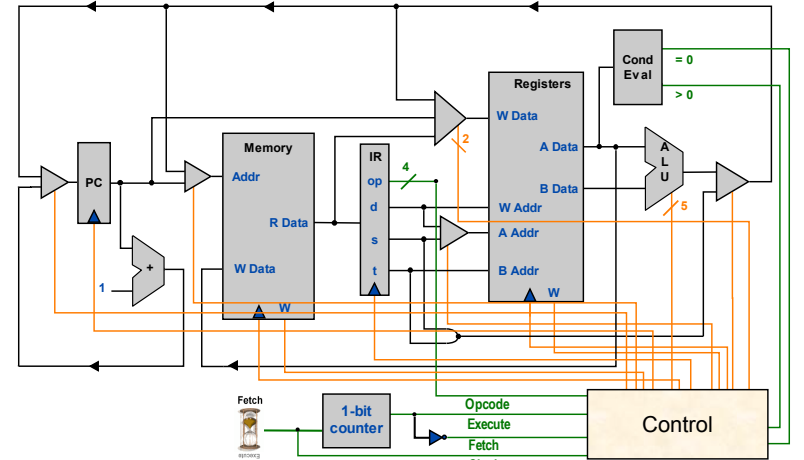 Registers
Cond
Eval
= 0
> 0
W Data
2
Memory
IR
A Data
A
L
U
PC
Addr
op
4
B Data
d
W Addr
5
R Data
s
A Addr
+
W Data
t
B Addr
1
W
W
Fetch
1-bit
counter
Opcode
Execute
Fetch
Control
Execute